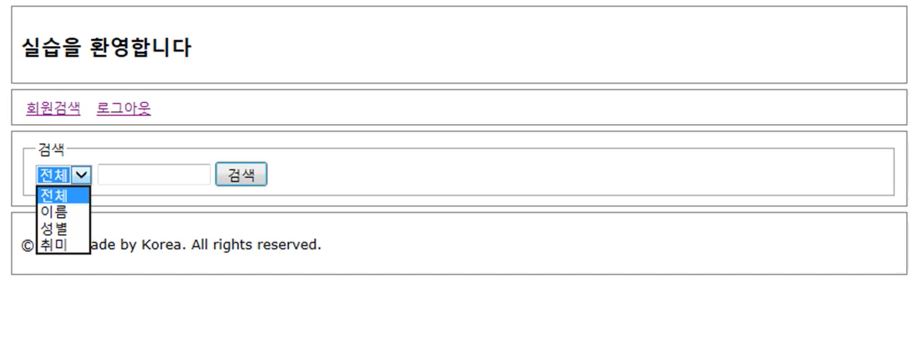 실습을 환영합니다
회원검색 로그아웃
검색
전체 검색
전체
이름
성별
취미
© ade by Korea. All rights reserved.